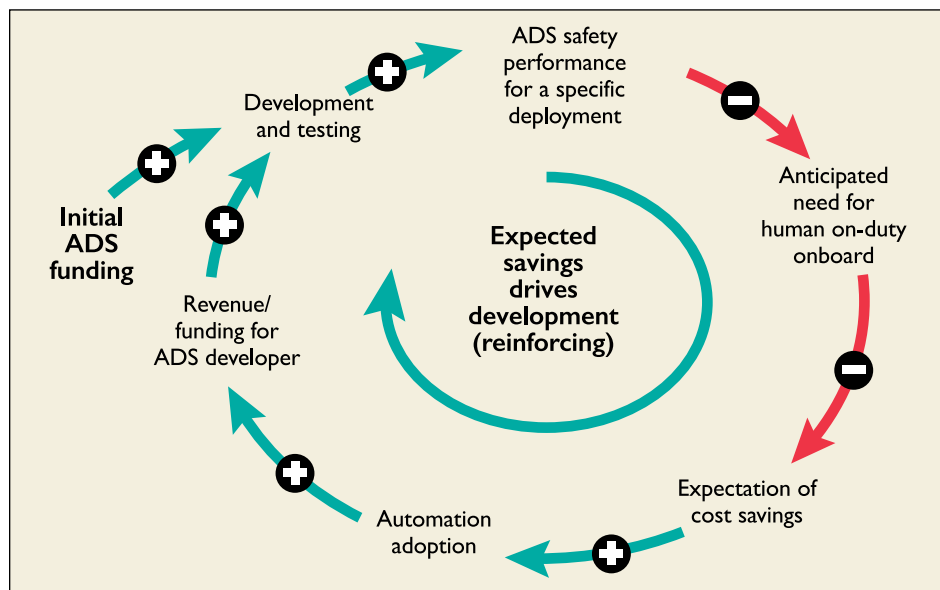 ADS safety
performance
for a specific
deployment
Development
and testing
Anticipated
need for
human on-duty
onboard
Initial
ADS
funding
Expected
savings
drives
development
(reinforcing)
Revenue/
funding for
ADS developer
Expectation of
cost savings
Automation
adoption